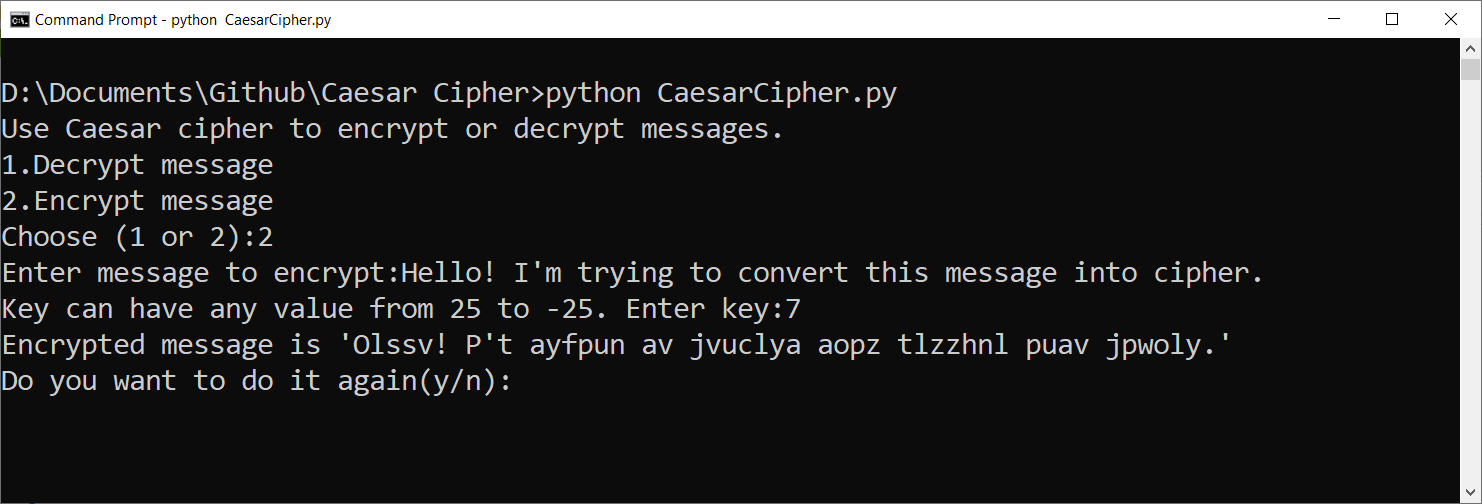 Command Prompt - python  CaesarCipher.py
D:\Documents\Github\Caesar Cipher>python CaesarCipher.py
Use Caesar cipher to encrypt or decrypt messages.
1.Decrypt message
2.Encrypt message
Choose (1 or 2):2
Enter message to encrypt:Hello! I'm trying to convert this message into cipher.
Key can have any value from 25 to -25. Enter key:7
Encrypted message is 'Olssv! P't ayfpun av jvuclya aopz tlzzhnl puav jpwoly.'
Do you want to do it again(y/n):